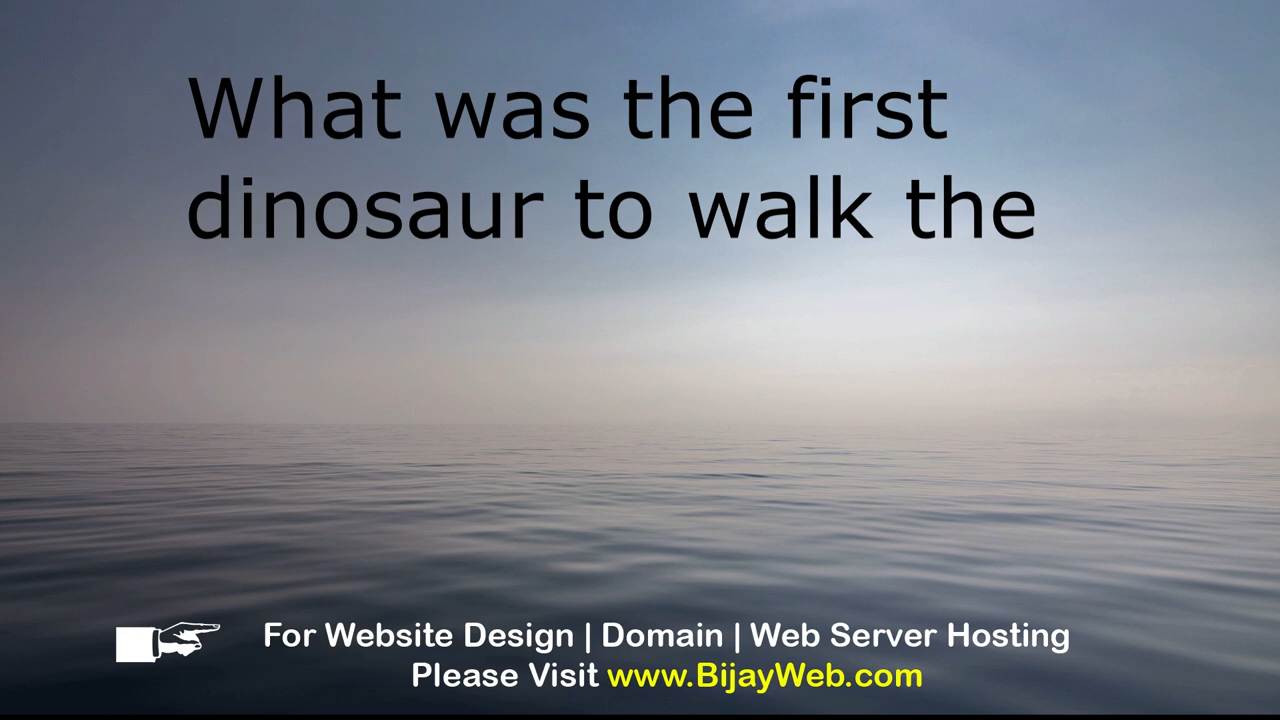 What was the first
dinosaur to walk the
For Website Design | Domain | Web Server Hosting
Please Visit www.BijayWeb.com